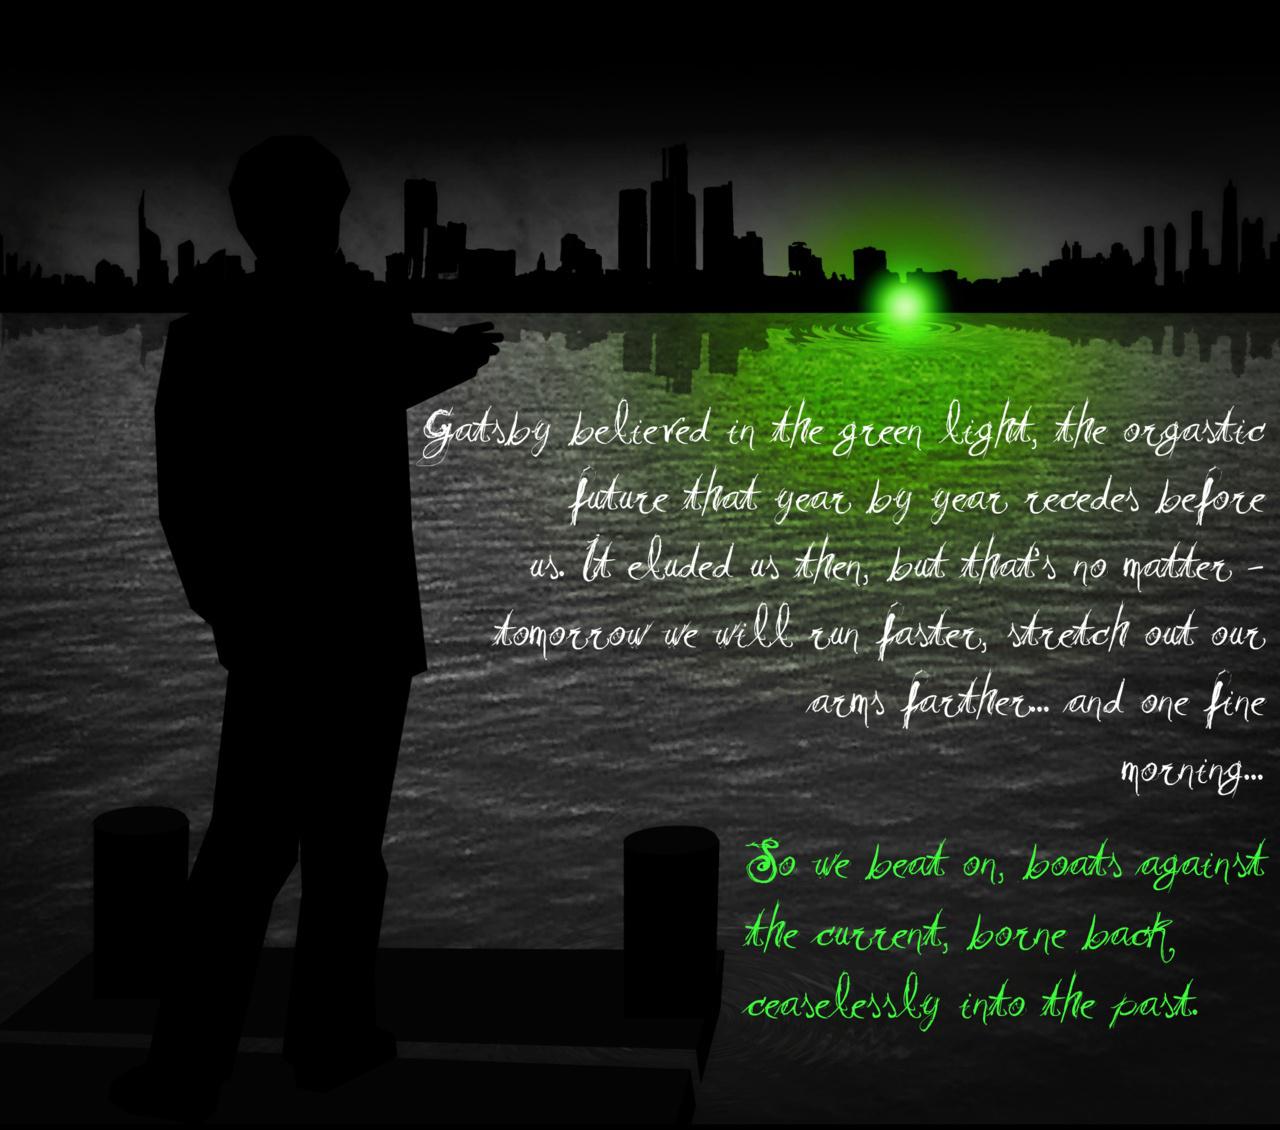 Gatsby believed in the green light, the orgastic
future that year by year recedes before
us. It eluded us then, but that's no matter -
tomorrow we will run faster, stretch out our
arms farther... and one fine
morning...
So we beat on, boats against
the current, borne back,
ceaselessly into the past.